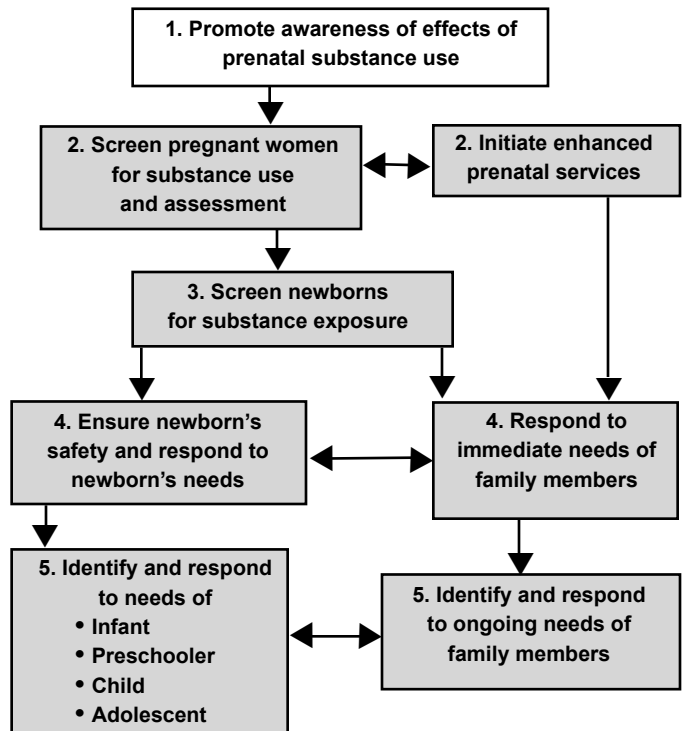 1. Promote awareness of effects of
prenatal substance use
2. Screen pregnant women
for substance use
and assessment
2. Initiate enhanced
prenatal services
3. Screen newborns
for substance exposure
4. Ensure newborn’s
safety and respond to
newborn’s needs
4. Respond to
immediate needs of
family members
5. Identify and respond
to needs of
• Infant
• Preschooler
• Child
• Adolescent
5. Identify and respond
to ongoing needs of
family members